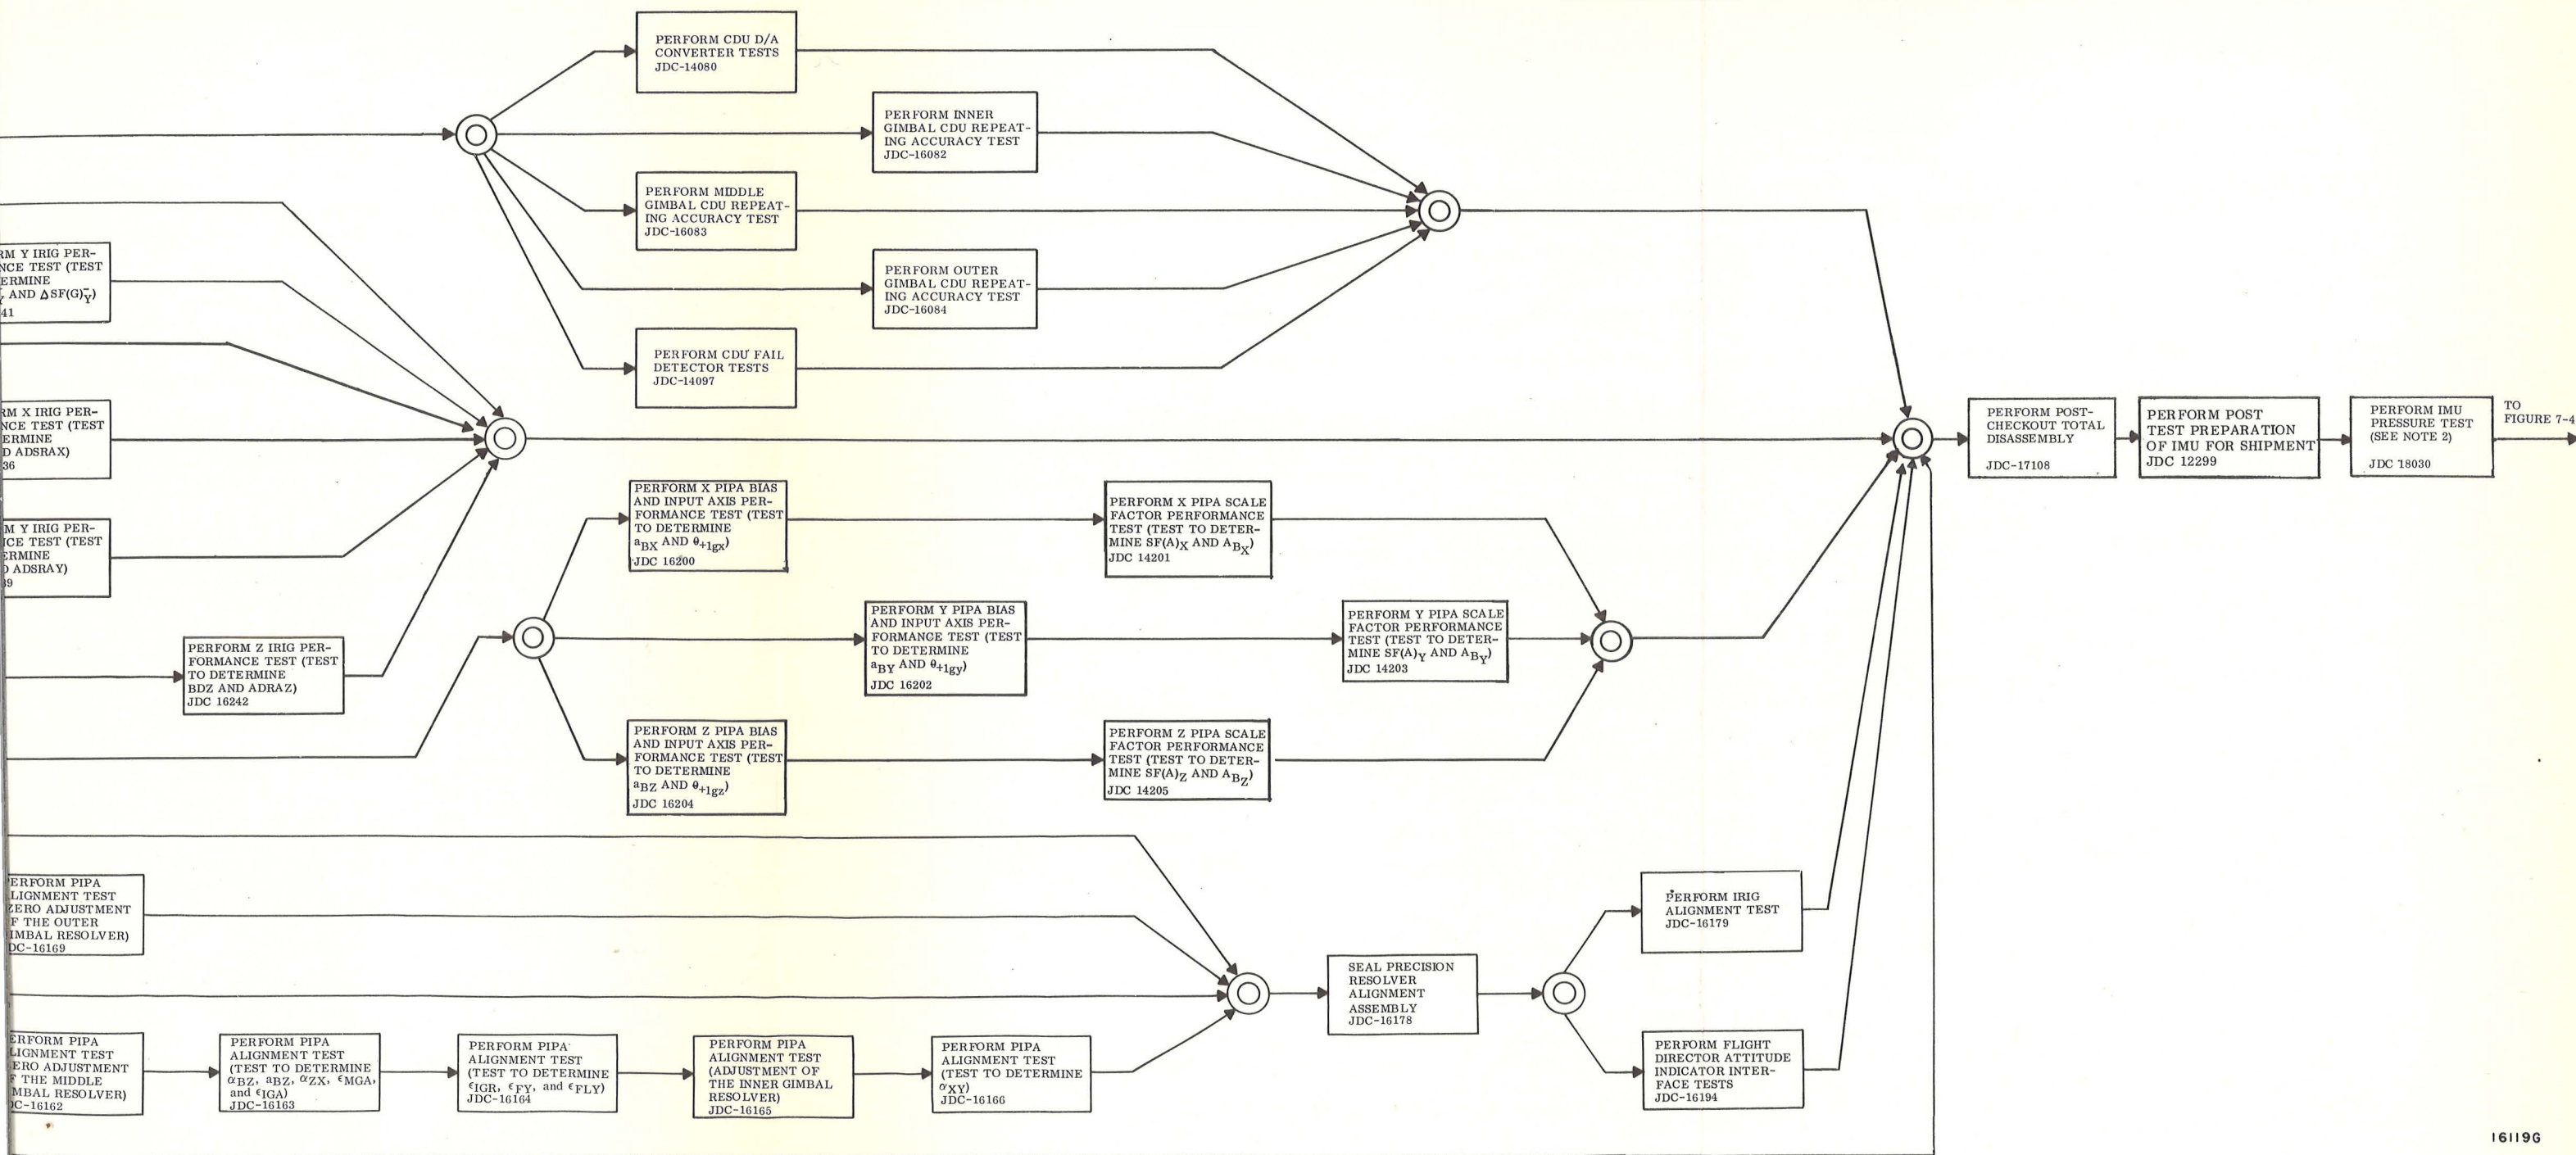 PERFORM CDU D/A
CONVERTER TESTS
JDC-14080
PERFORM INNER
GIMBAL CDU REPEAT-
ING ACCURACY TEST
JDC-16082
PERFORM MIDDLE
GIMBAL CDU REPEAT-
ING ACCURACY TEST
JDC-16083
PERFORM OUTER
GIMBAL CDU REPEAT-
ING ACCURACY TEST
JDC-16084
PERFORM CDU FAIL
DETECTOR TESTS
JDC-14097
RM Y IRIG PER-
NCE TEST (TEST
ERMINE
Y AND ΔSF(G)Y)
41
RM X IRIG PER-
NCE TEST (TEST
ERMINE
D ADSRAX)
36
M Y IRIG PER-
NCE TEST (TEST
ERMINE
D ADSRAY)
39
PERFORM Z IRIG PER-
FORMANCE TEST (TEST
TO DETERMINE
BDZ AND ADRAZ)
JDC 16242
PERFORM X PIPA BIAS
AND INPUT AXIS PER-
FORMANCE TEST (TEST
TO DETERMINE
aBX AND θ+1gx)
JDC 16200
PERFORM X PIPA SCALE
FACTOR PERFORMANCE
TEST (TEST TO DETER-
MINE SF(A)X AND ABX)
JDC 14201
PERFORM Y PIPA BIAS
AND INPUT AXIS PER-
FORMANCE TEST (TEST
TO DETERMINE
aBY AND θ+1gy)
JDC 16202
PERFORM Y PIPA SCALE
FACTOR PERFORMANCE
TEST (TEST TO DETER-
MINE SF(A)Y AND ABY)
JDC 14203
PERFORM Z PIPA BIAS
AND INPUT AXIS PER-
FORMANCE TEST (TEST
TO DETERMINE
aBZ AND θ+1gz)
JDC 16204
PERFORM Z PIPA SCALE
FACTOR PERFORMANCE
TEST (TEST TO DETER-
MINE SF(A)Z AND ABZ)
JDC 14205
PERFORM POST-
CHECKOUT TOTAL
DISASSEMBLY
JDC-17108
PERFORM POST
TEST PREPARATION
OF IMU FOR SHIPMENT
JDC 12299
PERFORM IMU
PRESSURE TEST
(SEE NOTE 2)
JDC 18030
TO
FIGURE 7-4
ERFORM PIPA
LIGNMENT TEST
ZERO ADJUSTMENT
F THE OUTER
IMBAL RESOLVER)
DC-16169
ERFORM PIPA
LIGNMENT TEST
ERO ADJUSTMENT
F THE MIDDLE
MBAL RESOLVER)
DC-16162
PERFORM PIPA
ALIGNMENT TEST
(TEST TO DETERMINE
αBZ, aBZ, αZX, ϵMGA,
and ϵIGA)
JDC-16163
PERFORM PIPA
ALIGNMENT TEST
(TEST TO DETERMINE
ϵIGR, ϵFY, and ϵFLY)
JDC-16164
PERFORM PIPA
ALIGNMENT TEST
(ADJUSTMENT OF
THE INNER GIMBAL
RESOLVER)
JDC-16165
PERFORM PIPA
ALIGNMENT TEST
(TEST TO DETERMINE
αXY)
JDC-16166
SEAL PRECISION
RESOLVER
ALIGNMENT
ASSEMBLY
JDC-16178
PERFORM IRIG
ALIGNMENT TEST
JDC-16179
PERFORM FLIGHT
DIRECTOR ATTITUDE
INDICATOR INTER-
FACE TESTS
JDC-16194
16119G